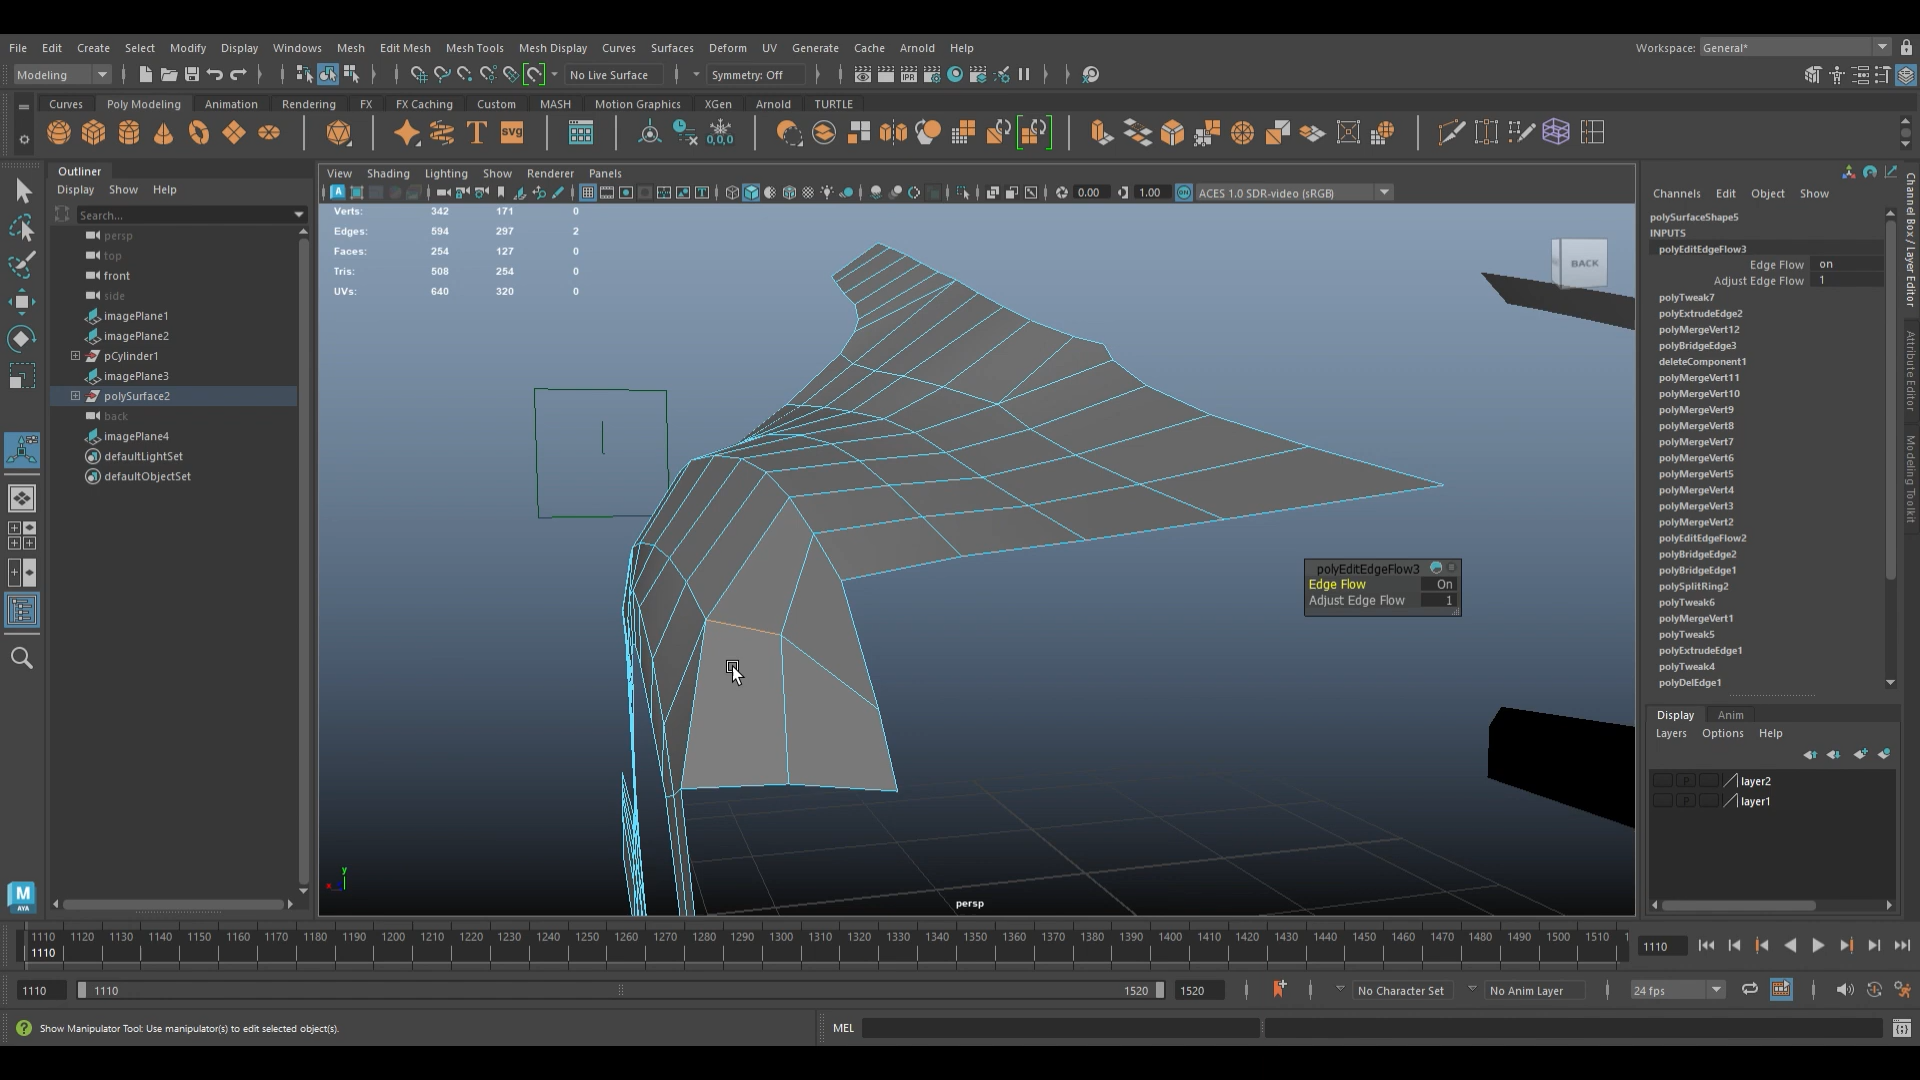 File Edit Create Select Modify Display Windows Mesh Edit Mesh Mesh Tools Mesh Display Curves Surfaces Deform UV Generate Cache Arnold Help
Workspace: General*
Modeling
No Live Surface
Symmetry: Off
Curves Poly Modeling Animation Rendering FX FX Caching Custom MASH Motion Graphics XGen Arnold TURTLE
Outliner
Display Show Help
Search...
persp
top
front
side
imagePlane1
imagePlane2
pCylinder1
imagePlane3
polySurface2
back
imagePlane4
defaultLightSet
defaultObjectSet
View Shading Lighting Show Renderer Panels
0.00
1.00
ACES 1.0 SDR-video (sRGB)
Verts: 342 171 0
Edges: 594 297 2
Faces: 254 127 0
Tris: 508 254 0
UVs: 640 320 0
BACK
polyEditEdgeFlow3
Edge Flow On
Adjust Edge Flow 1
y
x
persp
Channels Edit Object Show
polySurfaceShape5
INPUTS
polyEditEdgeFlow3
Edge Flow on
Adjust Edge Flow 1
polyTweak7
polyExtrudeEdge2
polyMergeVert12
polyBridgeEdge3
deleteComponent1
polyMergeVert11
polyMergeVert10
polyMergeVert9
polyMergeVert8
polyMergeVert7
polyMergeVert6
polyMergeVert5
polyMergeVert4
polyMergeVert3
polyMergeVert2
polyEditEdgeFlow2
polyBridgeEdge2
polyBridgeEdge1
polySplitRing2
polyTweak6
polyMergeVert1
polyTweak5
polyExtrudeEdge1
polyTweak4
polyDelEdge1
Channel Box / Layer Editor
Attribute Editor
Modeling Toolkit
Display Anim
Layers Options Help
P layer2
P layer1
1110 1120 1130 1140 1150 1160 1170 1180 1190 1200 1210 1220 1230 1240 1250 1260 1270 1280 1290 1300 1310 1320 1330 1340 1350 1360 1370 1380 1390 1400 1410 1420 1430 1440 1450 1460 1470 1480 1490 1500 1510 1
1110
1110
1110
1110
1520
1520
No Character Set
No Anim Layer
24 fps
Show Manipulator Tool: Use manipulator(s) to edit selected object(s).
MEL